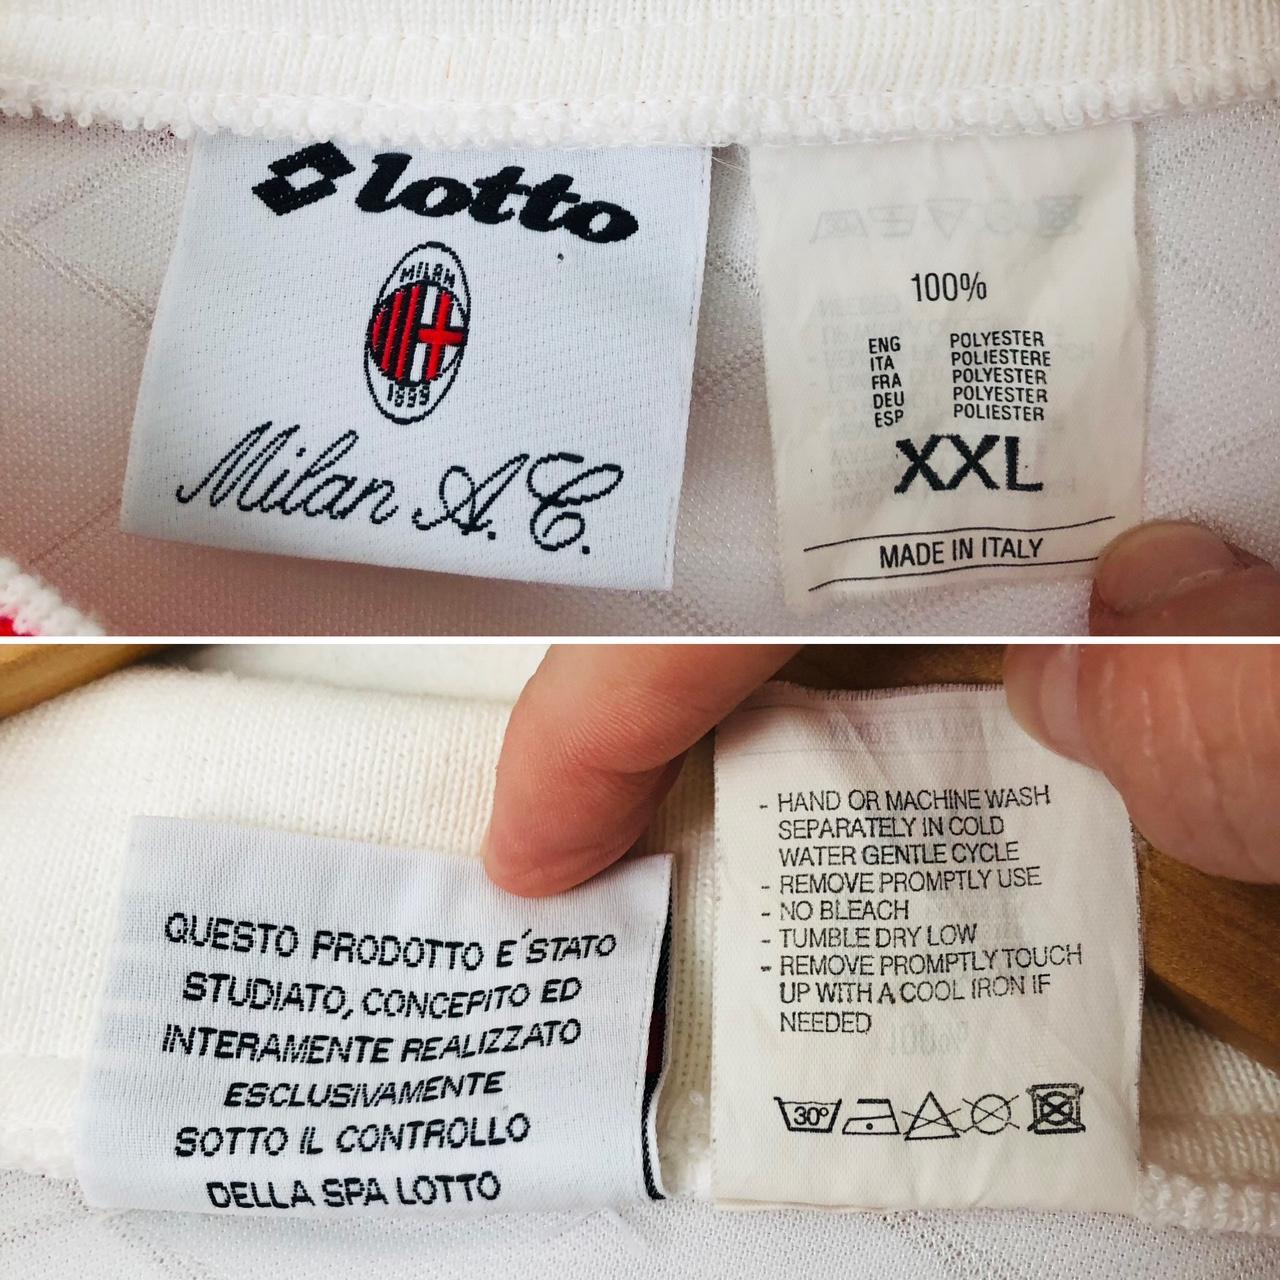 lotto
MILAN
1899
Milan A.C.
100%
ENG POLYESTER
ITA POLIESTERE
FRA POLYESTER
DEU POLYESTER
ESP POLIESTER
XXL
MADE IN ITALY
QUESTO PRODOTTO E´STATO
STUDIATO, CONCEPITO ED
INTERAMENTE REALIZZATO
ESCLUSIVAMENTE
SOTTO IL CONTROLLO
DELLA SPA LOTTO
- HAND OR MACHINE WASH
SEPARATELY IN COLD
WATER GENTLE CYCLE
- REMOVE PROMPTLY USE
- NO BLEACH
- TUMBLE DRY LOW
- REMOVE PROMPTLY TOUCH
UP WITH A COOL IRON IF
NEEDED
30°